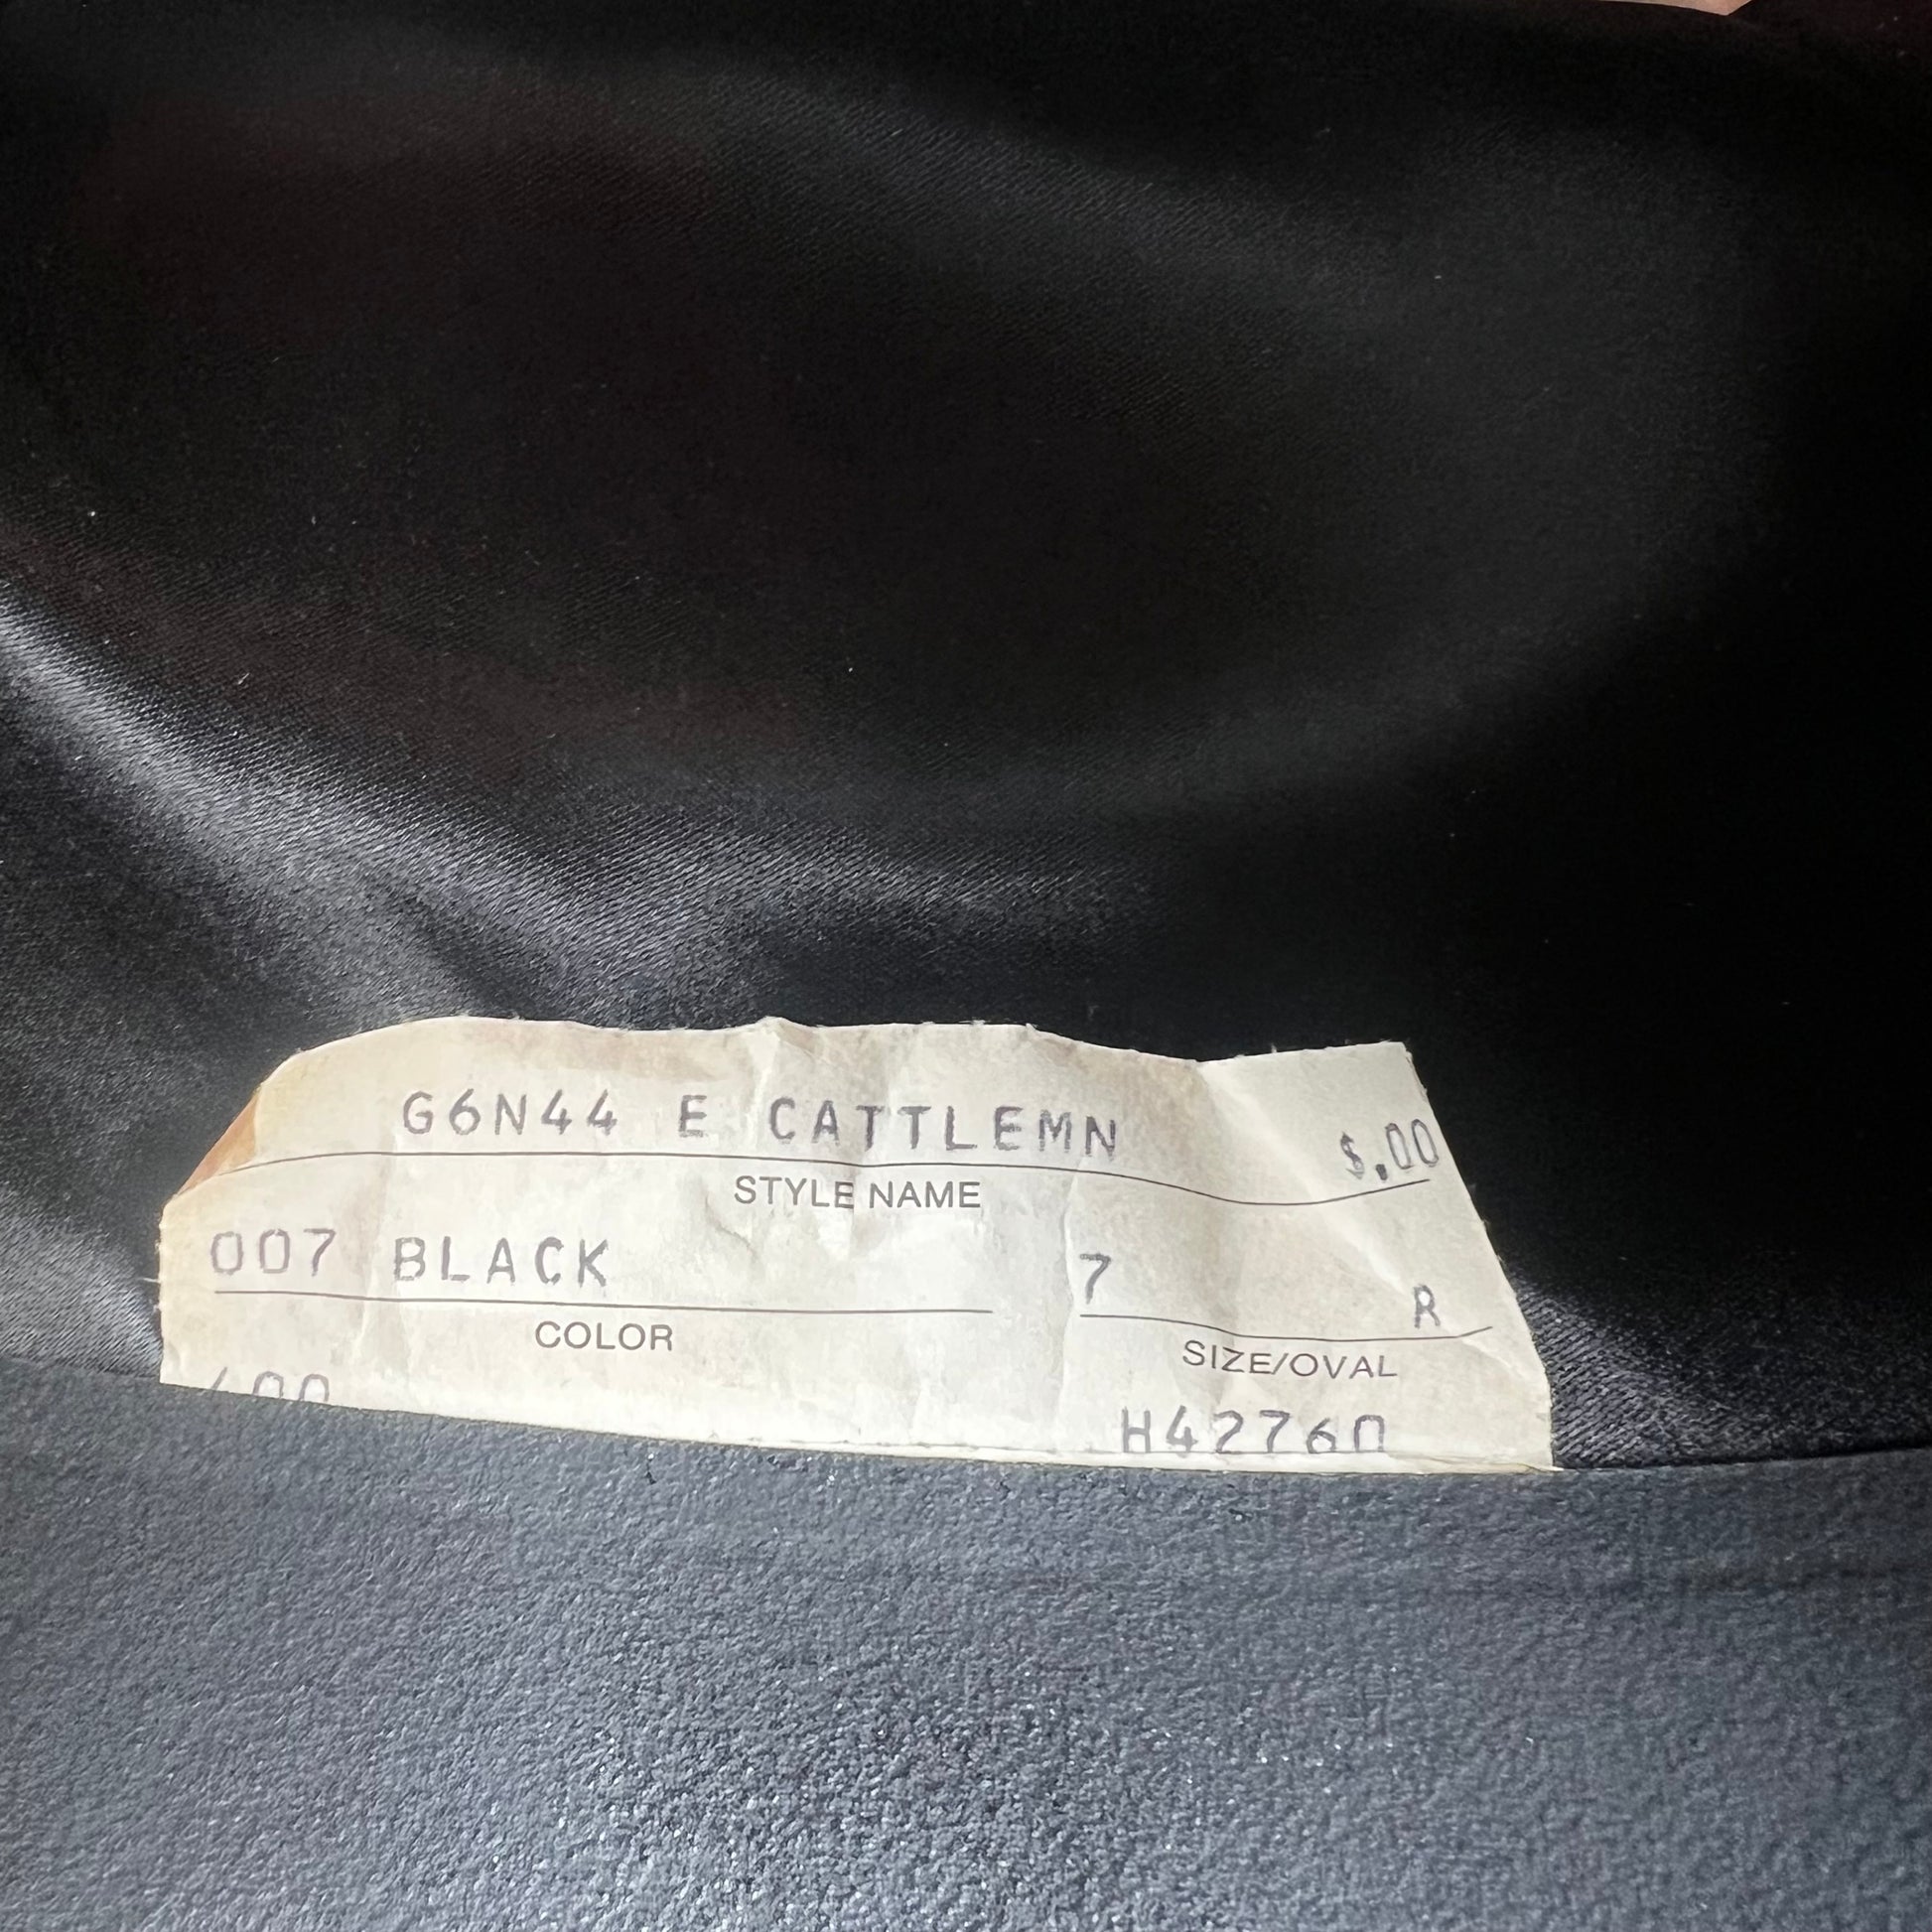 G6N44 E CATTLEMN $.00
STYLE NAME
007 BLACK 7 R
COLOR SIZE/OVAL
H42760